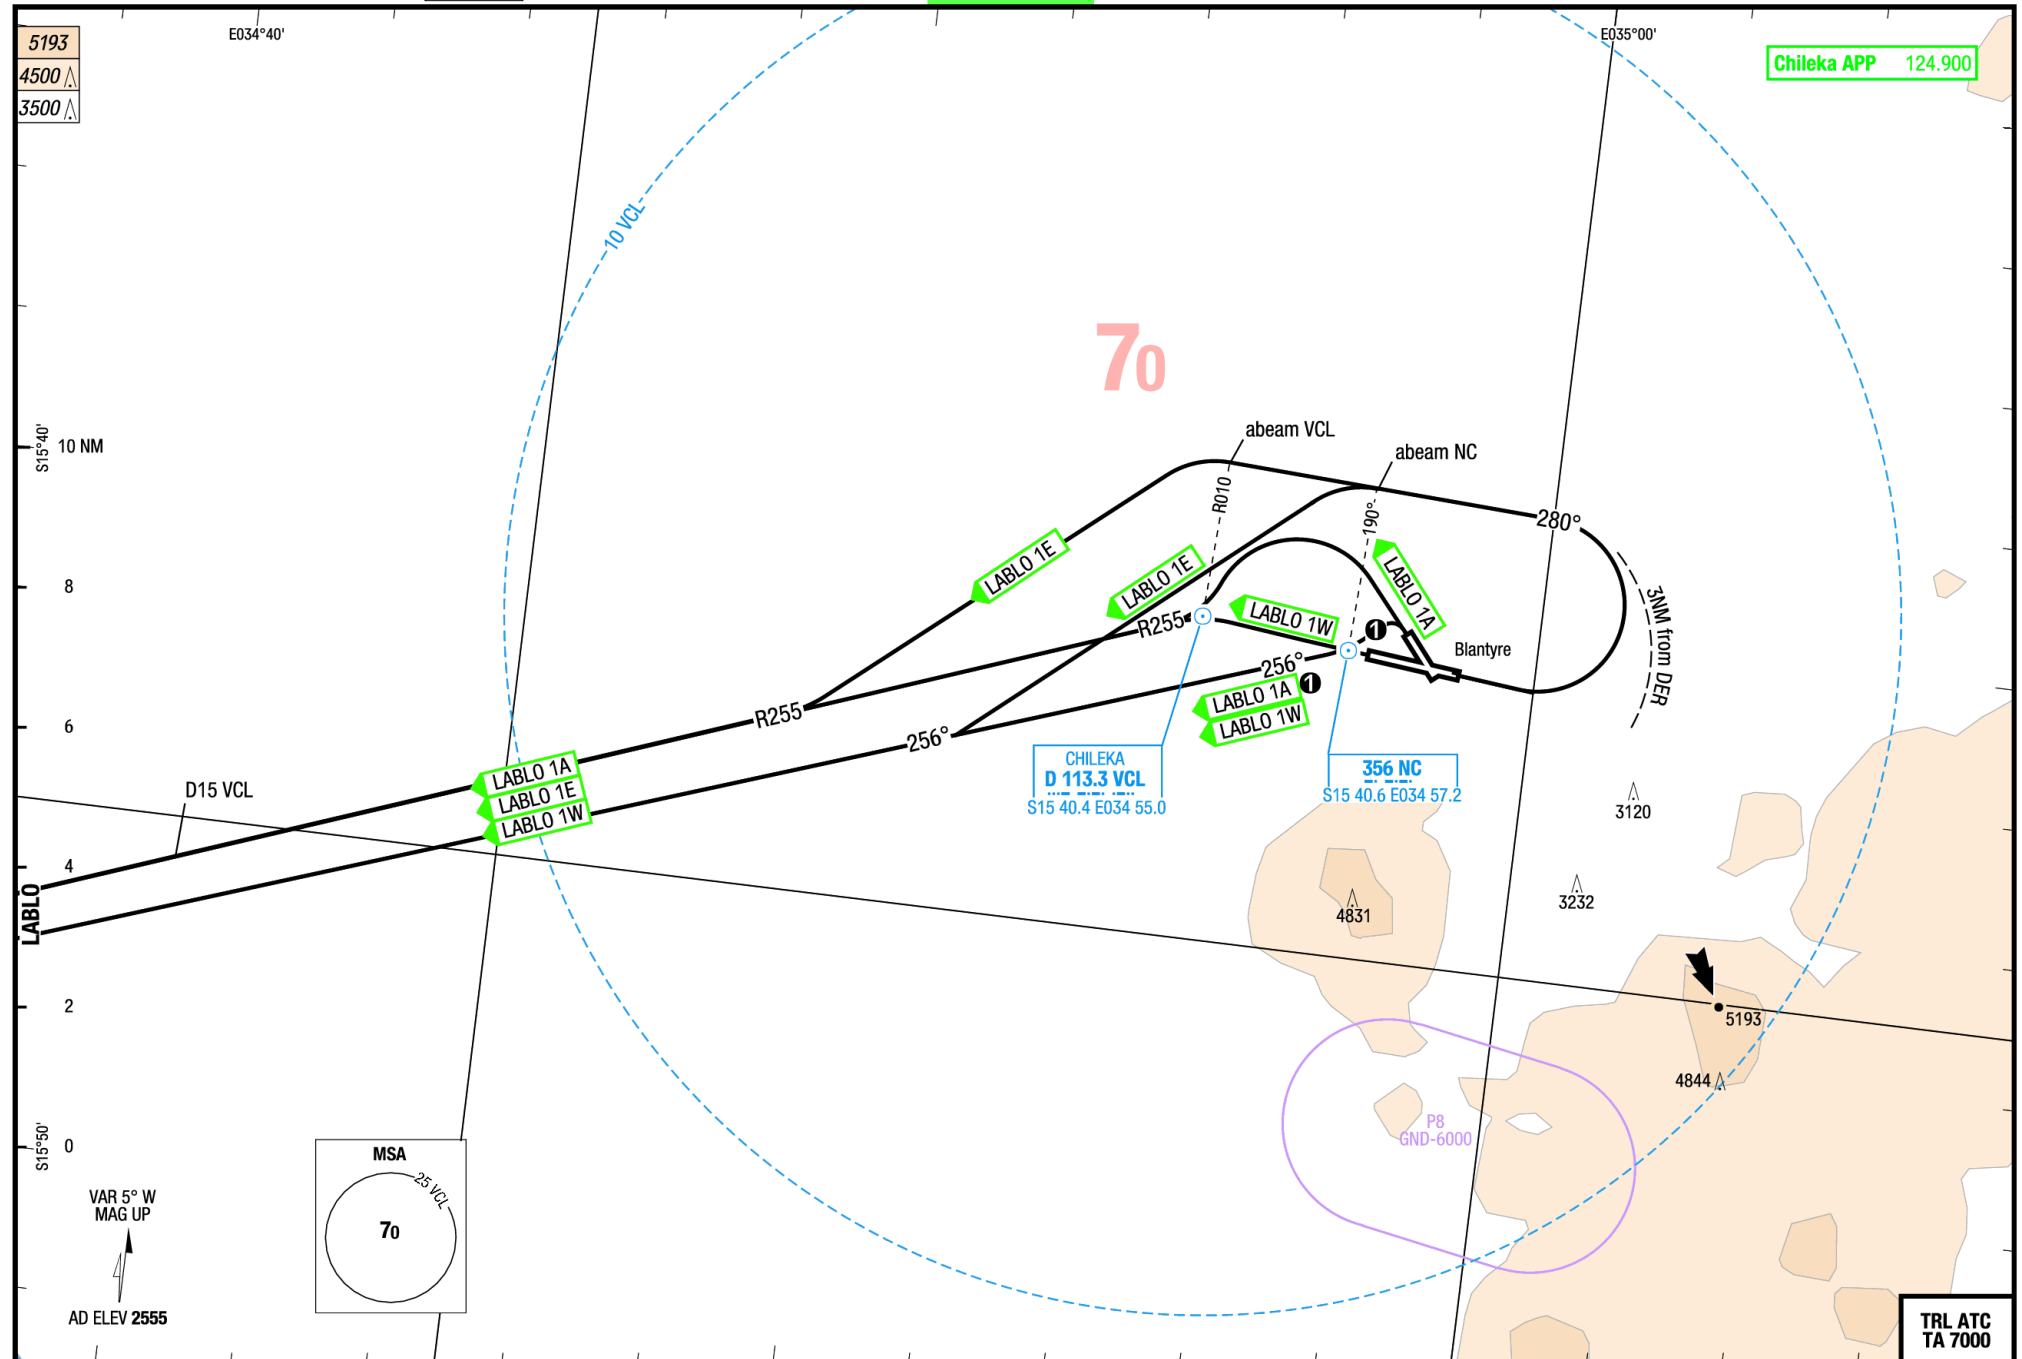 E034°40'
E035°00'
5193
4500
3500
Chileka APP 124.900
10 VCL
70
abeam VCL
abeam NC
S15°40'
10 NM
R010
190°
280°
LABLO 1E
LABLO 1E
LABLO 1A
8
3NM from DER
R255
LABLO 1W
1
Blantyre
256°
LABLO 1A
1
LABLO 1W
R255
256°
6
CHILEKA
D 113.3 VCL
S15 40.4 E034 55.0
356 NC
S15 40.6 E034 57.2
D15 VCL
LABLO 1A
LABLO 1E
LABLO 1W
3120
4
LABLO
4831
3232
2
5193
4844
P8
GND-6000
S15°50'
0
MSA
25 VCL
70
VAR 5° W
MAG UP
AD ELEV 2555
TRL ATC
TA 7000